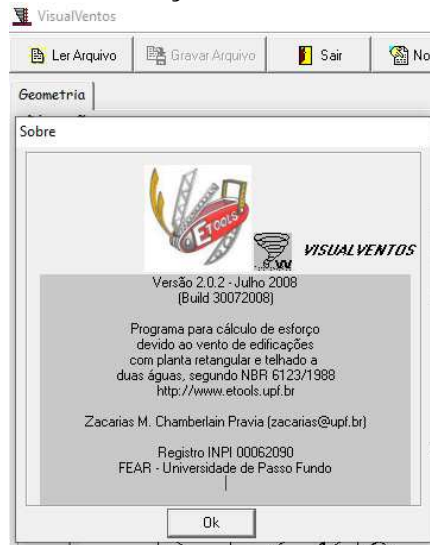 VisualVentos
Ler Arquivo Gravar Arquivo Sair No
Geometria
Sobre
ETOOLS
VISUALVENTOS
Versão 2.0.2 - Julho 2008
(Build 30072008)
Programa para cálculo de esforço
devido ao vento de edificações
com planta retangular e telhado a
duas águas, segundo NBR 6123/1988
http://www.etools.upf.br
Zacarias M. Chamberlain Pravia (zacarias@upf.br)
Registro INPI 00062090
FEAR - Universidade de Passo Fundo
Ok